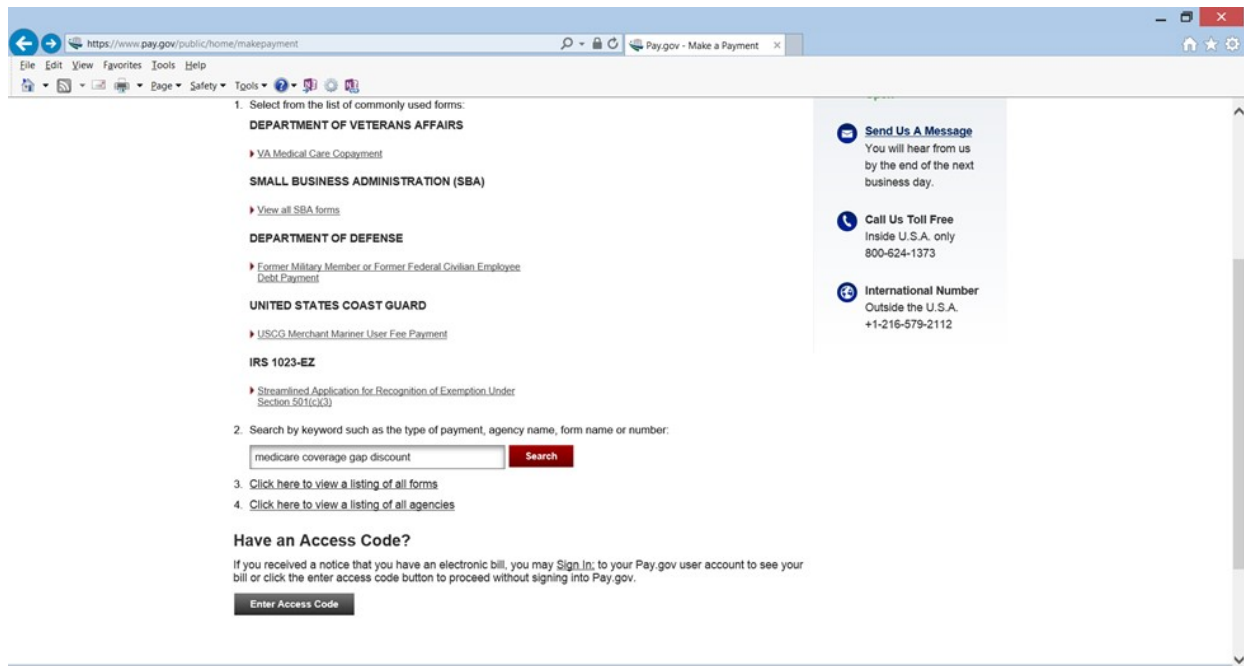 https://www.pay.gov/public/home/makepayment
Pay.gov - Make a Payment
File Edit View Favorites Tools Help
Page Safety Tools
1. Select from the list of commonly used forms:
DEPARTMENT OF VETERANS AFFAIRS
VA Medical Care Copayment
SMALL BUSINESS ADMINISTRATION (SBA)
View all SBA forms
DEPARTMENT OF DEFENSE
Former Military Member or Former Federal Civilian Employee
Debt Payment
UNITED STATES COAST GUARD
USCG Merchant Mariner User Fee Payment
IRS 1023-EZ
Streamlined Application for Recognition of Exemption Under
Section 501(c)(3)
2. Search by keyword such as the type of payment, agency name, form name or number:
medicare coverage gap discount
Search
3. Click here to view a listing of all forms
4. Click here to view a listing of all agencies
Have an Access Code?
If you received a notice that you have an electronic bill, you may Sign In: to your Pay.gov user account to see your
bill or click the enter access code button to proceed without signing into Pay.gov.
Enter Access Code
Send Us A Message
You will hear from us
by the end of the next
business day.
Call Us Toll Free
Inside U.S.A. only
800-624-1373
International Number
Outside the U.S.A.
+1-216-579-2112